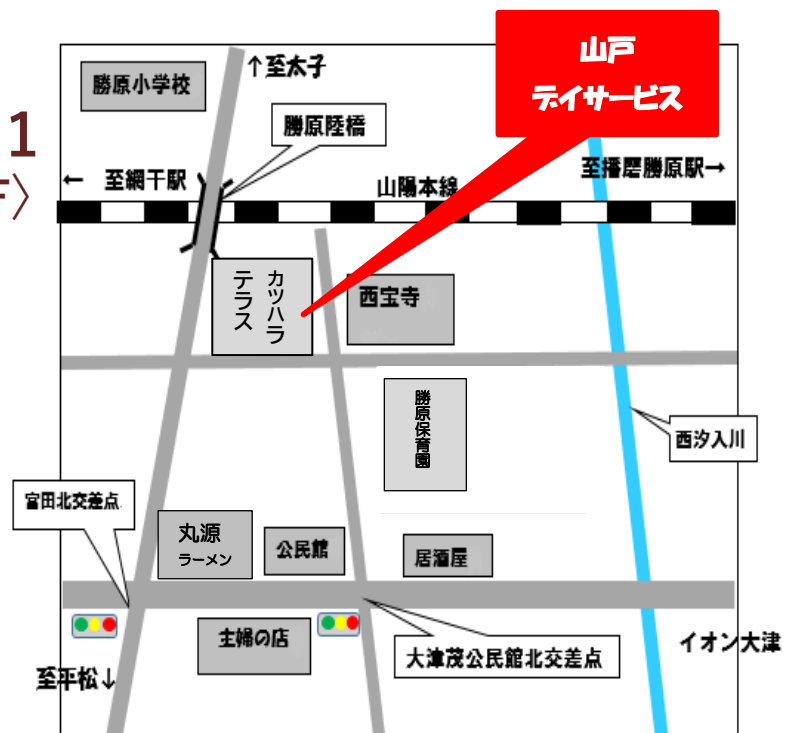 山戸
デイサービス
↑至太子
勝原小学校
勝原陸橋
1
← 至網干駅
山陽本線
至播磨勝原駅→
カツハラ
テラス
西宝寺
勝原保育園
西汐入川
富田北交差点
丸源
ラーメン
公民館
居酒屋
主婦の店
大津茂公民館北交差点
イオン大津
至平松↓